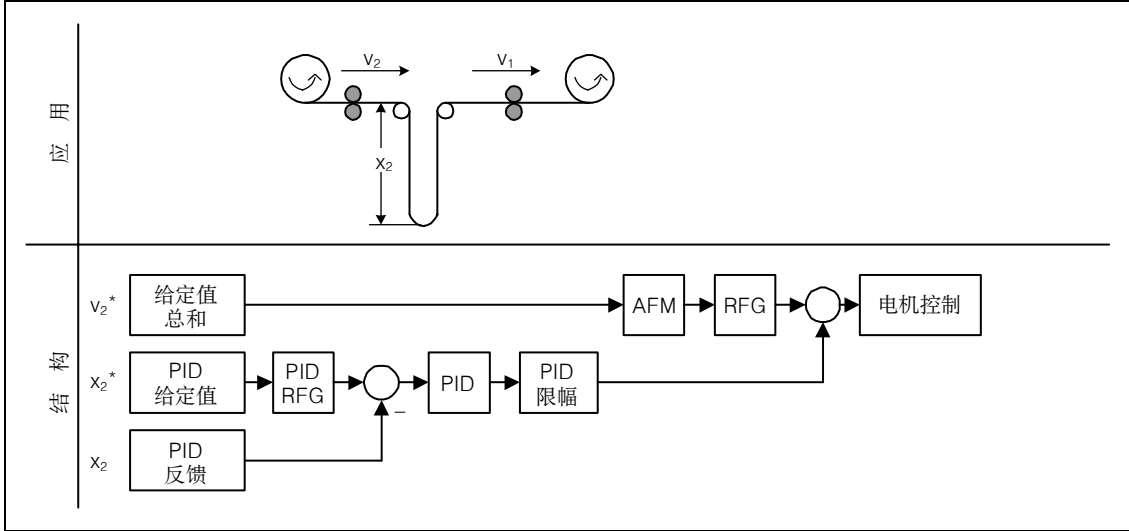 应用
v₂
v₁
x₂
结构
v₂*
给定值
总和
AFM
RFG
电机控制
x₂*
PID
给定值
PID
RFG
PID
PID
限幅
–
x₂
PID
反馈